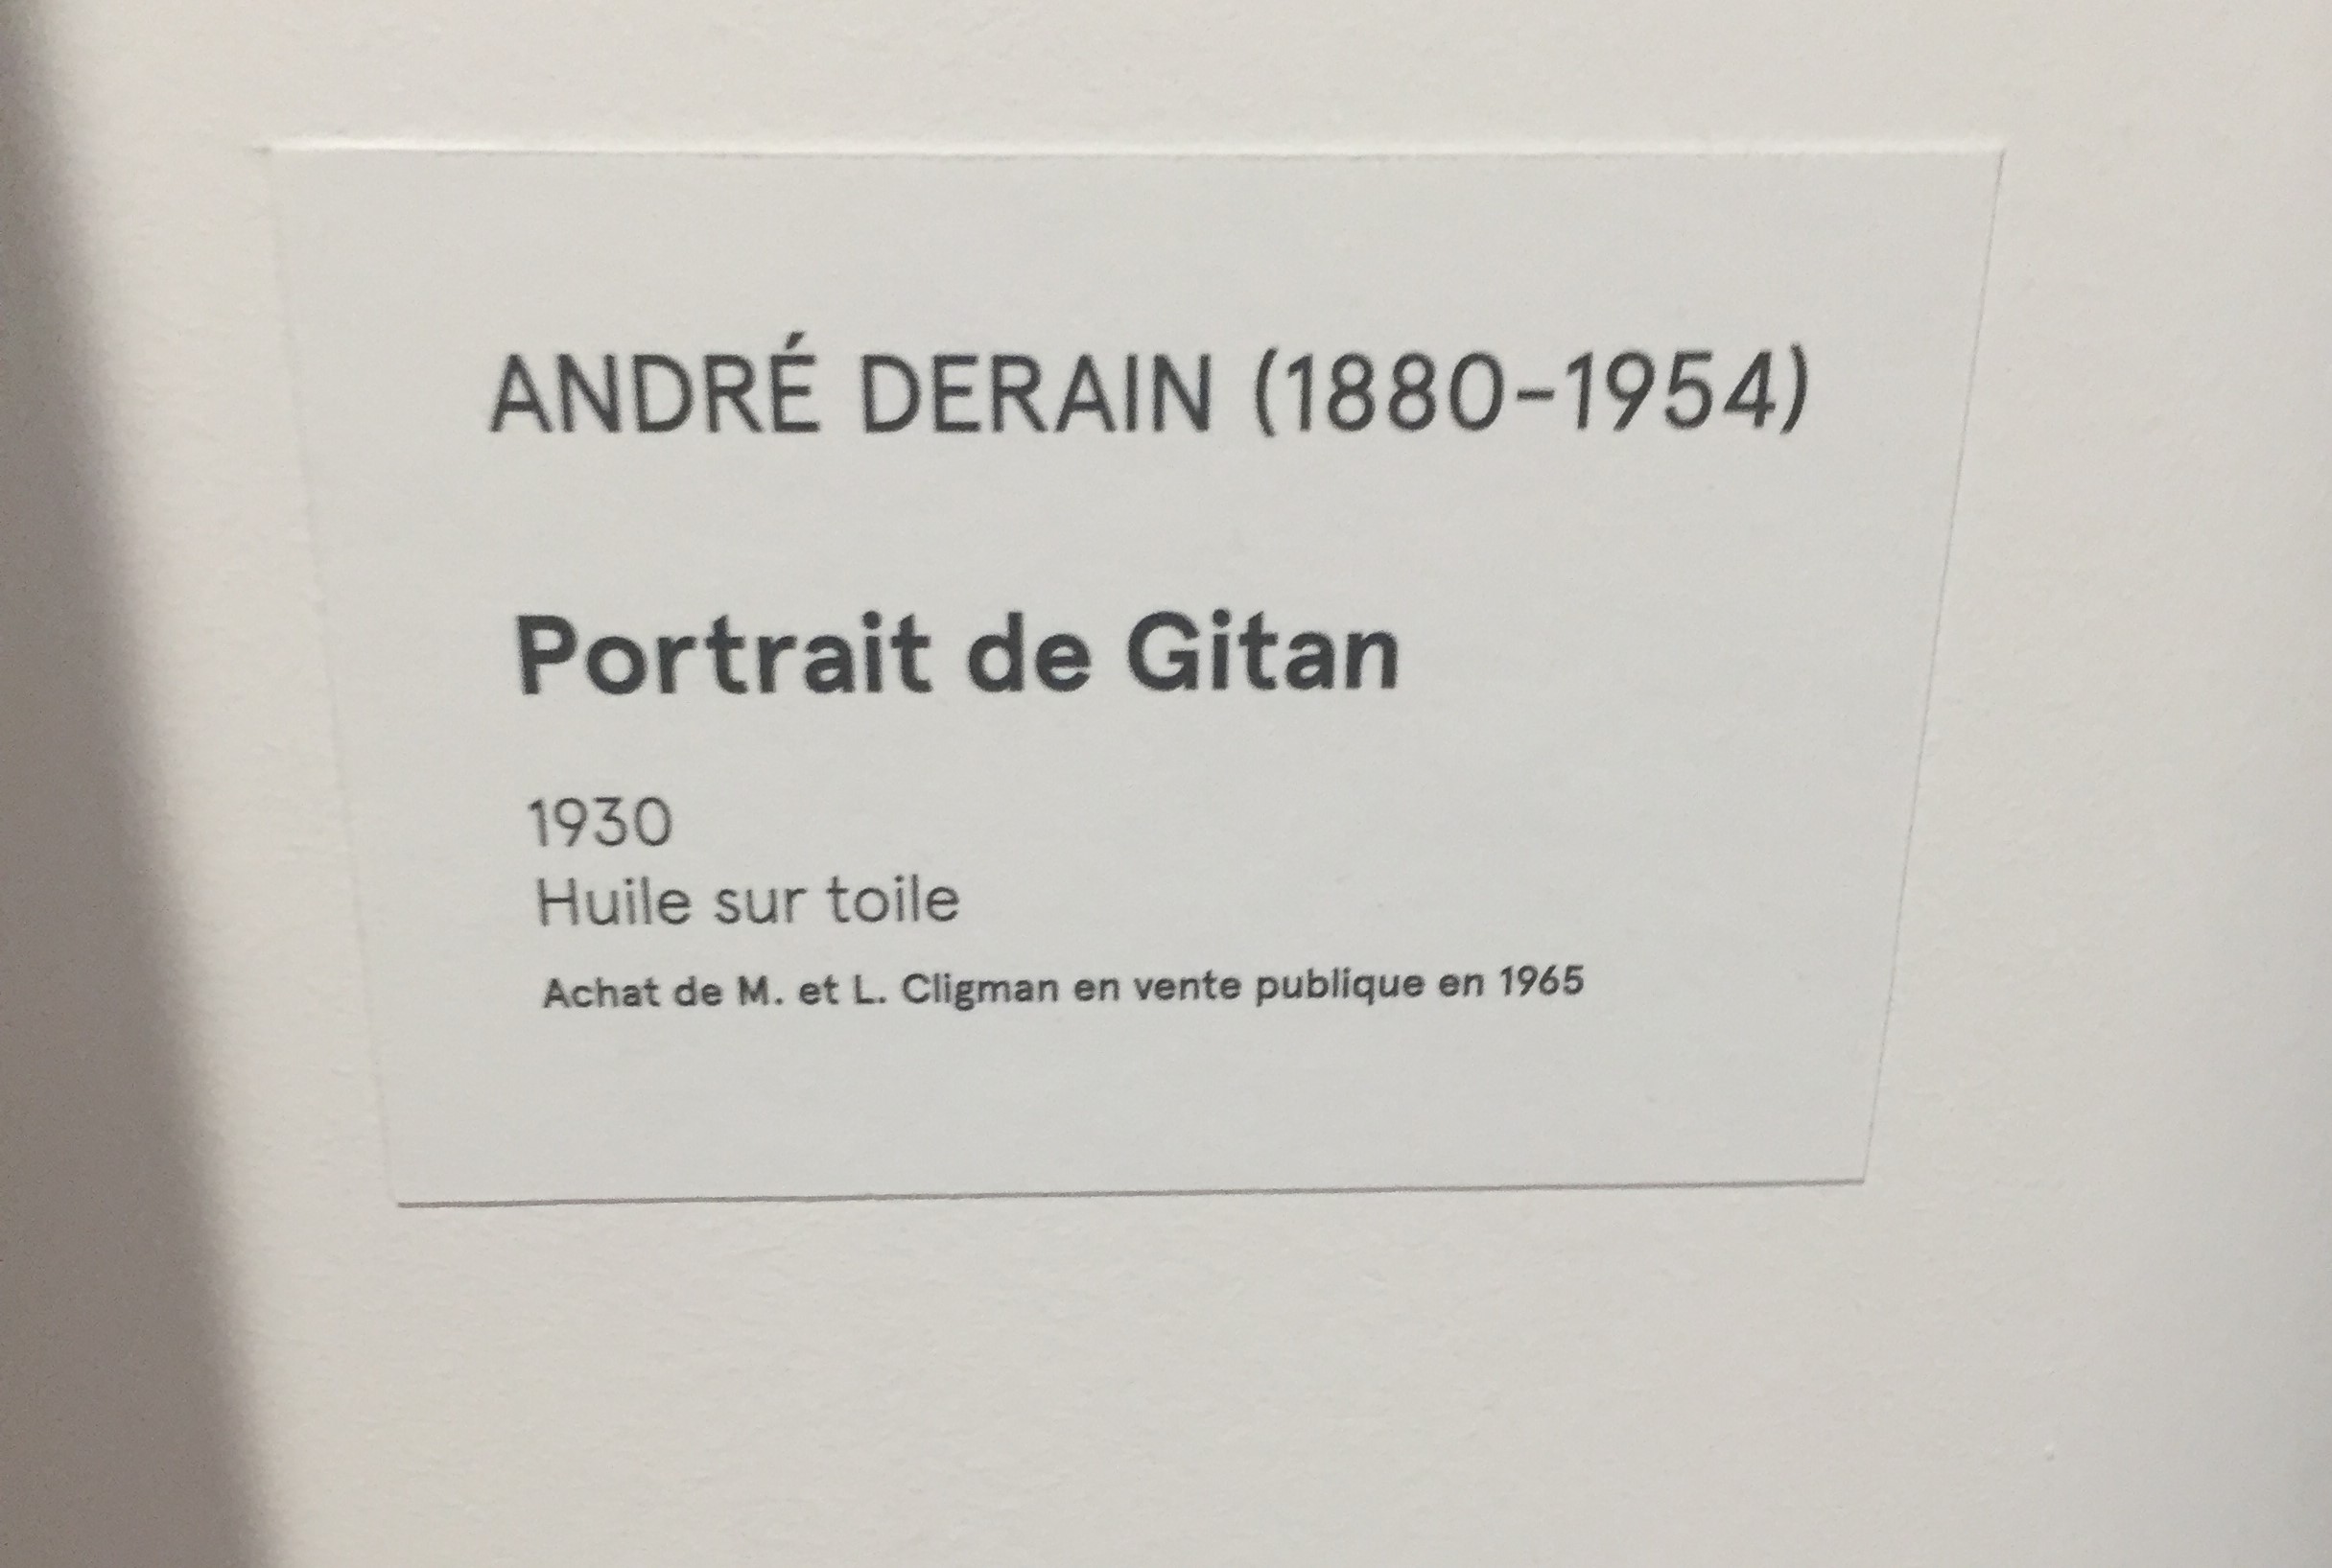 ANDRÉ DERAIN (1880-1954)
Portrait de Gitan
1930
Huile sur toile
Achat de M. et L. Cligman en vente publique en 1965